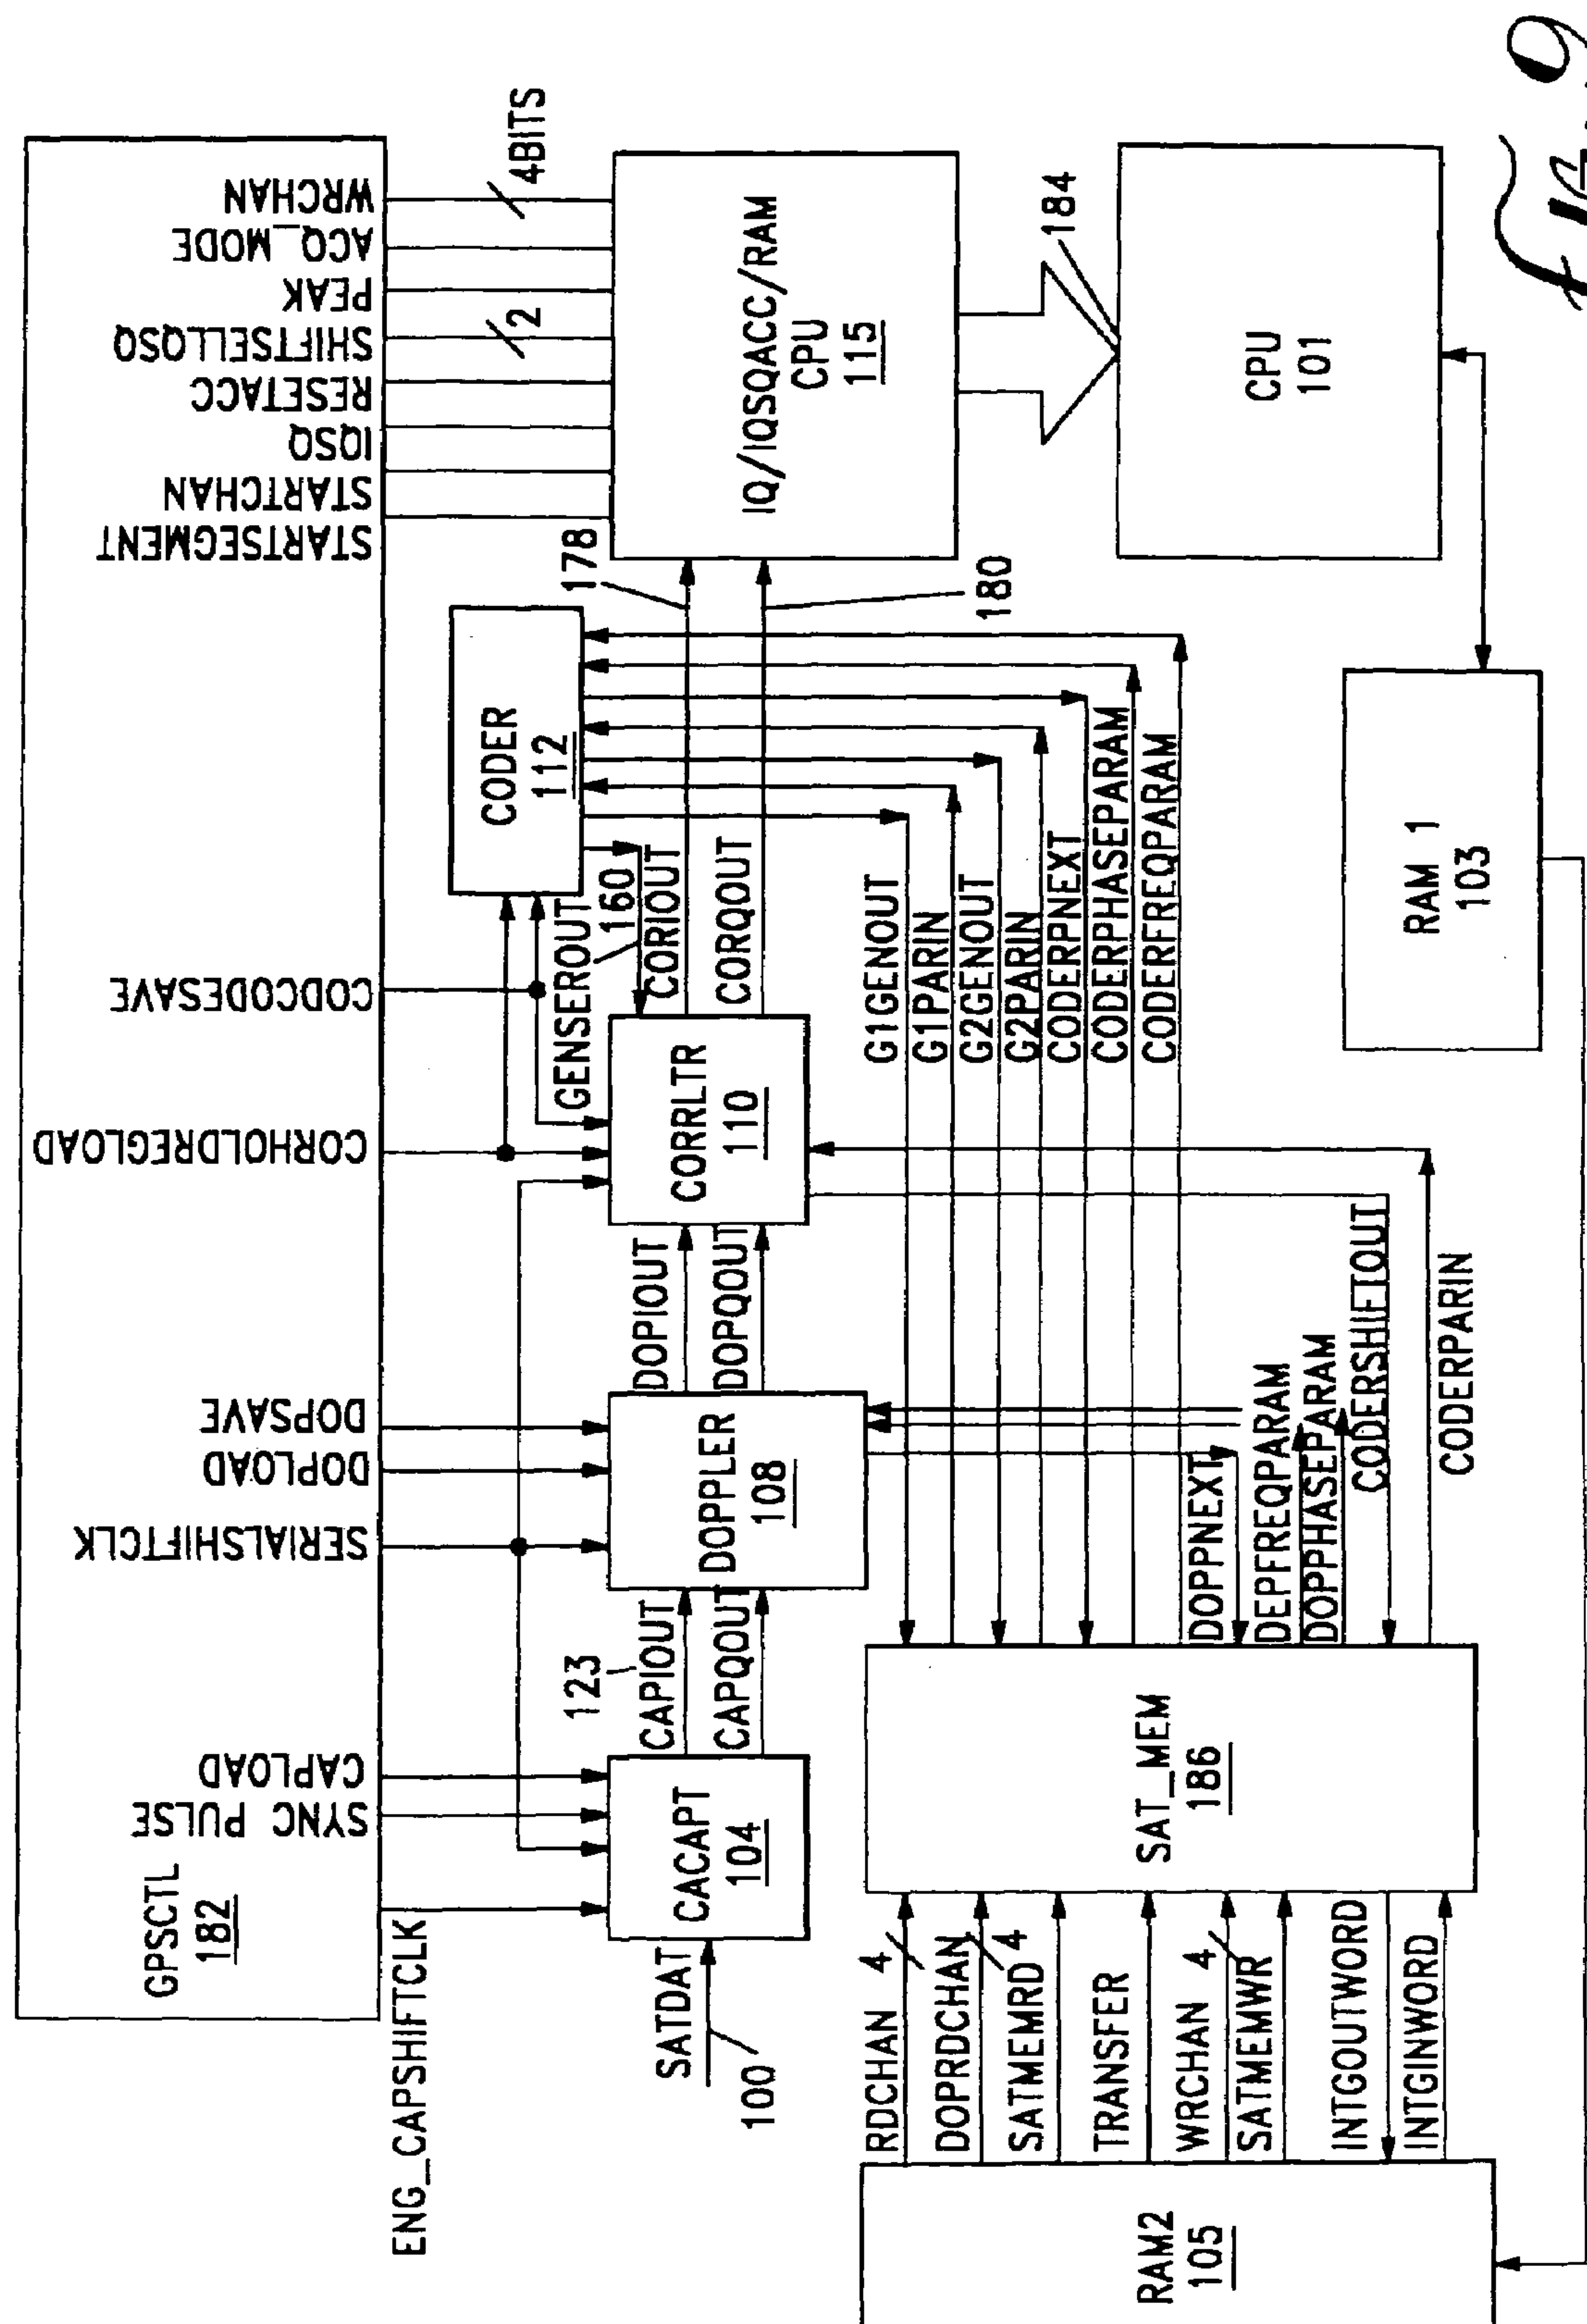 GPSCTL
182
ENG_CAPSHIFTCLK
SYNC PULSE
CAPLOAD
SERIALSHIFTCLK
DOPLOAD
DOPSAVE
CORHOLDREGLOAD
CODCODESAVE
STARTSEGMENT
STARTCHAN
IQSQ
RESETACC
SHIFTSELLQSQ
PEAK
ACQ_MODE
WRCHAN
2
4BITS
SATDAT
100
CACAPT
104
123
CAPIOUT
CAPQOUT
DOPPLER
108
DOPIOUT
DOPQOUT
CORRLTR
110
GENSEROUT
160
CORIOUT
CORQOUT
CODER
112
178
180
IQ/IQSQACC/RAM
CPU
115
184
CPU
101
RAM 1
103
G1GENOUT
G1PARIN
G2GENOUT
G2PARIN
CODERPNEXT
CODERPHASEPARAM
CODERFREQPARAM
DOPPNEXT
DEPFREQPARAM
DOPPHASEPARAM
CODERSHIFTOUT
CODERPARIN
SAT_MEM
186
RDCHAN 4
DOPRDCHAN 4
SATMEMRD
TRANSFER
WRCHAN 4
SATMEMWR
INTGOUTWORD
INTGINWORD
RAM2
105
fig. 9